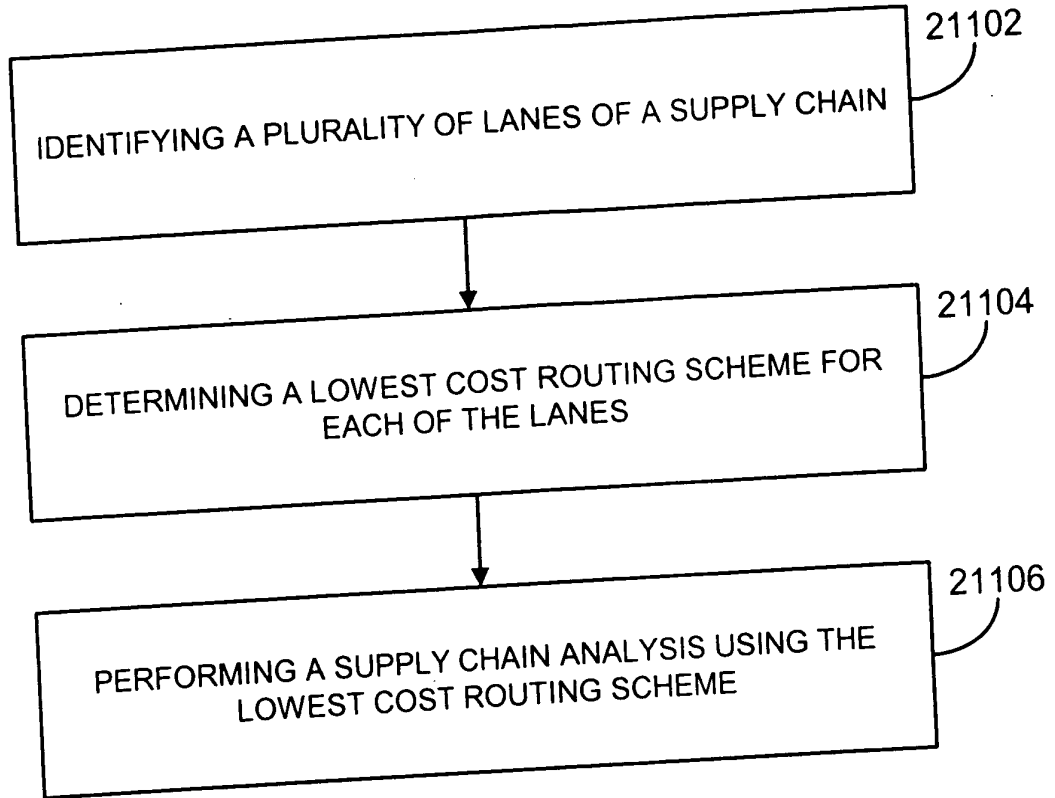 21102
IDENTIFYING A PLURALITY OF LANES OF A SUPPLY CHAIN
21104
DETERMINING A LOWEST COST ROUTING SCHEME FOR
EACH OF THE LANES
21106
PERFORMING A SUPPLY CHAIN ANALYSIS USING THE
LOWEST COST ROUTING SCHEME